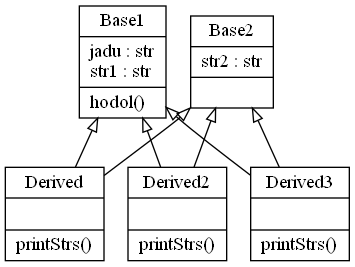 Base1
jadu : str
str1 : str
hodol()
Base2
str2 : str
Derived
printStrs()
Derived2
printStrs()
Derived3
printStrs()